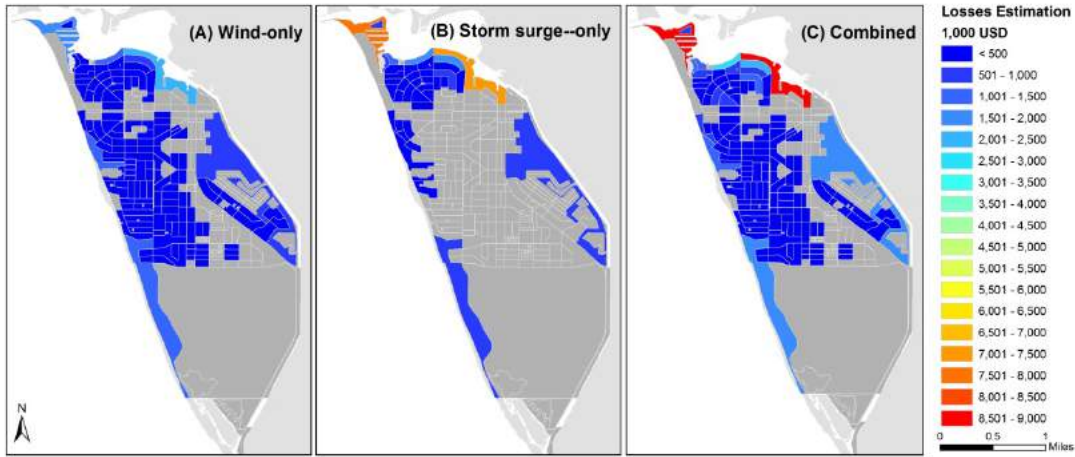 (A) Wind-only
(B) Storm surge--only
(C) Combined
Losses Estimation
1,000 USD
< 500
501 - 1,000
1,001 - 1,500
1,501 - 2,000
2,001 - 2,500
2,501 - 3,000
3,001 - 3,500
3,501 - 4,000
4,001 - 4,500
4,501 - 5,000
5,001 - 5,500
5,501 - 6,000
6,001 - 6,500
6,501 - 7,000
7,001 - 7,500
7,501 - 8,000
8,001 - 8,500
8,501 - 9,000
N
0 0.5 1
Miles